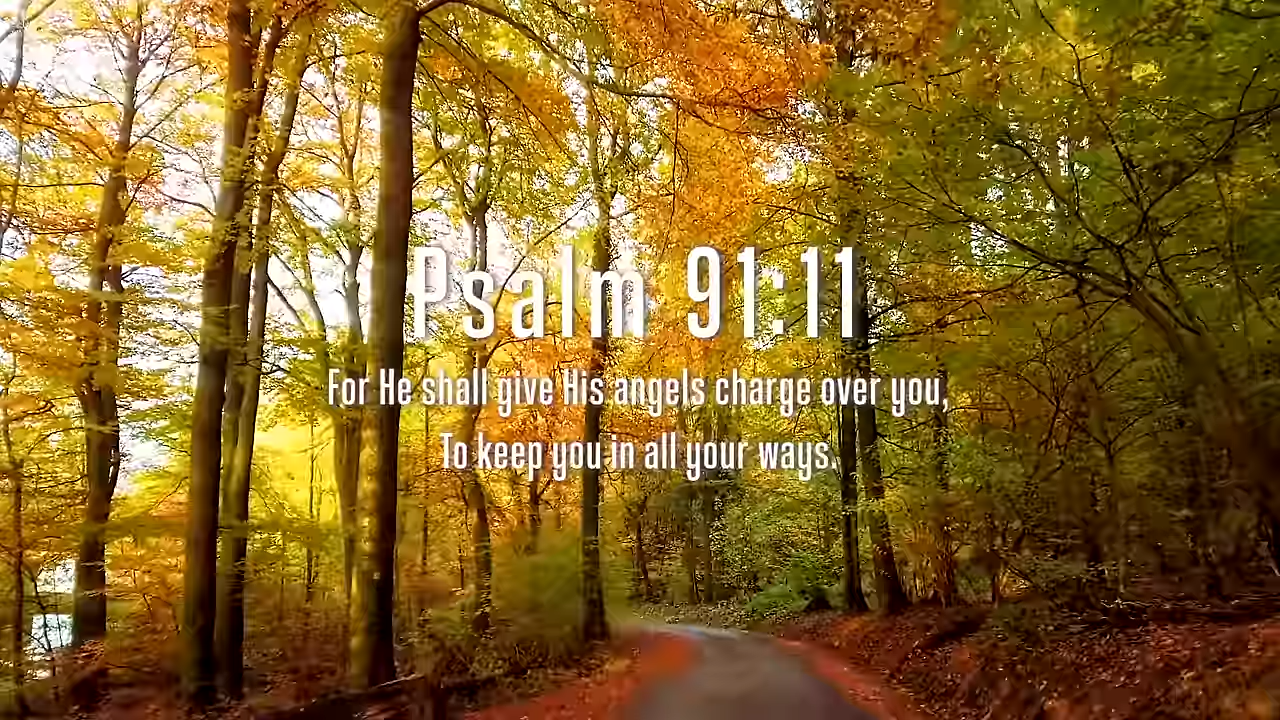 Psalm 91:11
For He shall give His angels charge over you,
To keep you in all your ways.